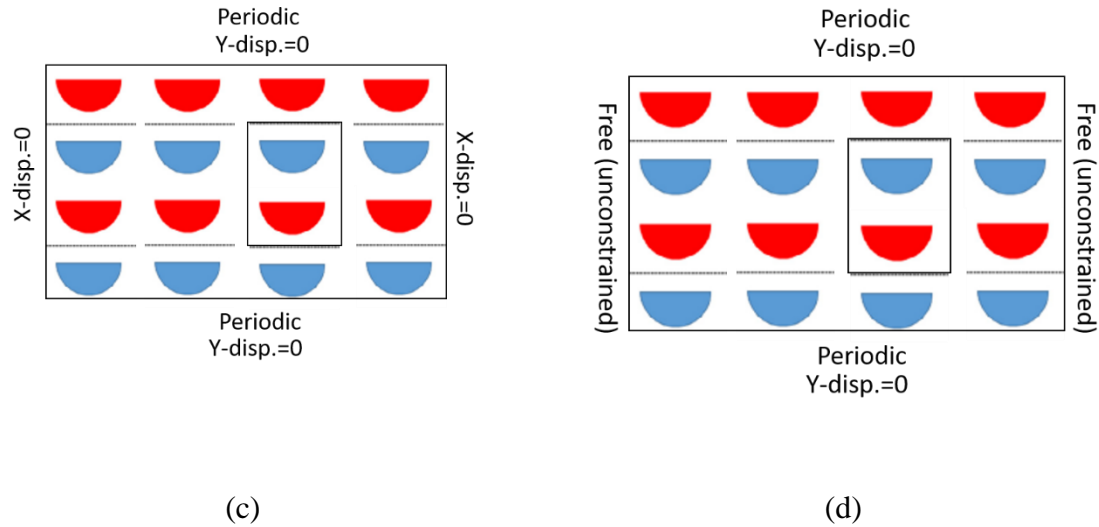 Periodic
Y-disp.=0
X-disp.=0
X-disp.=0
Periodic
Y-disp.=0
(c)
Periodic
Y-disp.=0
Free (unconstrained)
Free (unconstrained)
Periodic
Y-disp.=0
(d)